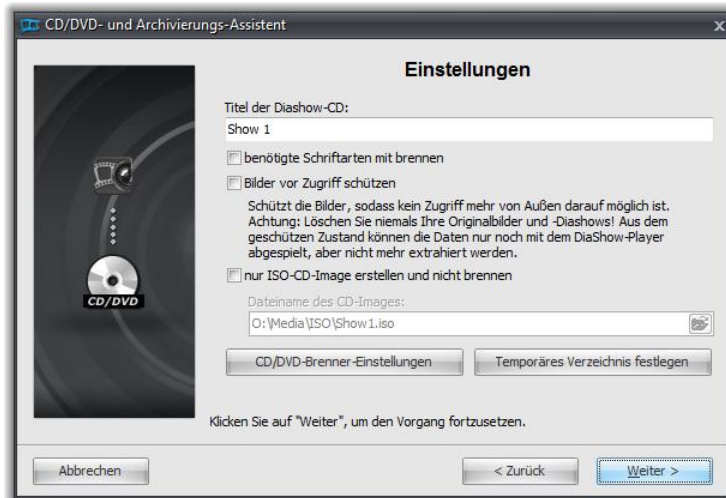 CD/DVD- und Archivierungs-Assistent
x
Einstellungen
Titel der Diashow-CD:
Show 1
benötigte Schriftarten mit brennen
Bilder vor Zugriff schützen
Schützt die Bilder, sodass kein Zugriff mehr von Außen darauf möglich ist.
Achtung: Löschen Sie niemals Ihre Originalbilder und -Diashows! Aus dem
geschützen Zustand können die Daten nur noch mit dem DiaShow-Player
abgespielt, aber nicht mehr extrahiert werden.
nur ISO-CD-Image erstellen und nicht brennen
Dateiname des CD-Images:
O:\Media\ISO\Show1.iso
CD/DVD
CD/DVD-Brenner-Einstellungen
Temporäres Verzeichnis festlegen
Klicken Sie auf "Weiter", um den Vorgang fortzusetzen.
Abbrechen
< Zurück
Weiter >